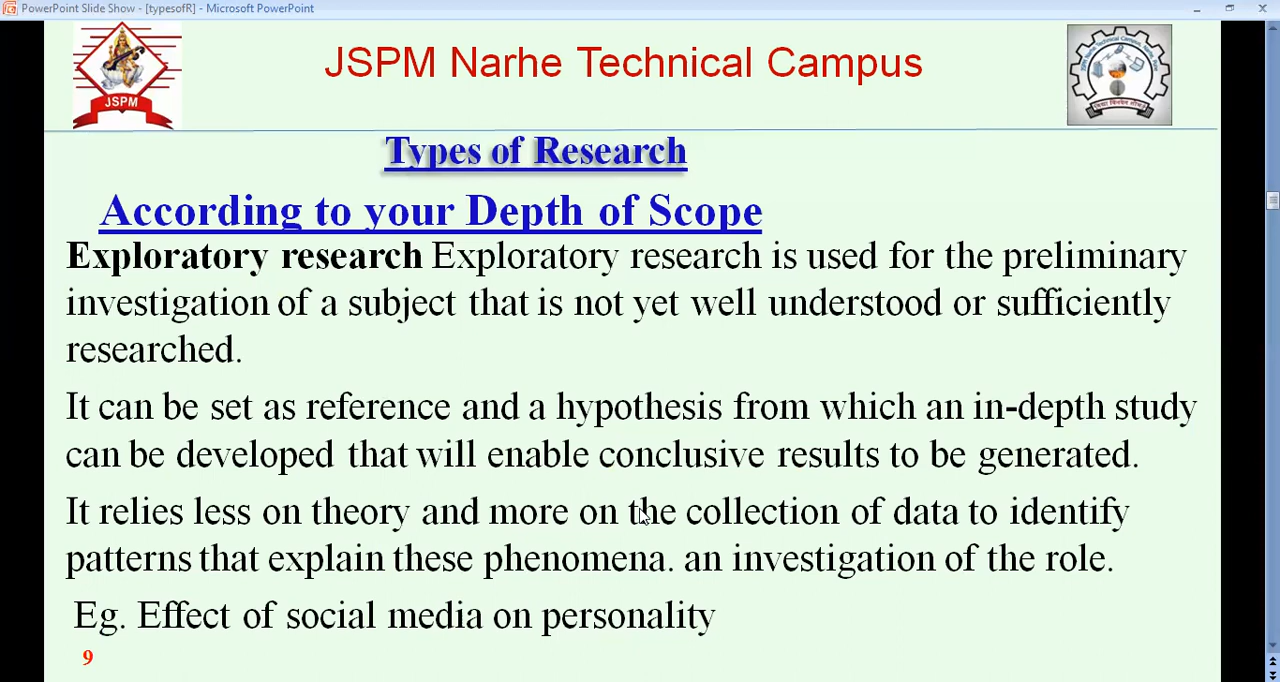 PowerPoint Slide Show - [typesofR] - Microsoft PowerPoint
JSPM Narhe Technical Campus
JSPM
Types of Research
According to your Depth of Scope
Exploratory research Exploratory research is used for the preliminary
investigation of a subject that is not yet well understood or sufficiently
researched.
It can be set as reference and a hypothesis from which an in-depth study
can be developed that will enable conclusive results to be generated.
It relies less on theory and more on the collection of data to identify
patterns that explain these phenomena. an investigation of the role.
Eg. Effect of social media on personality
9